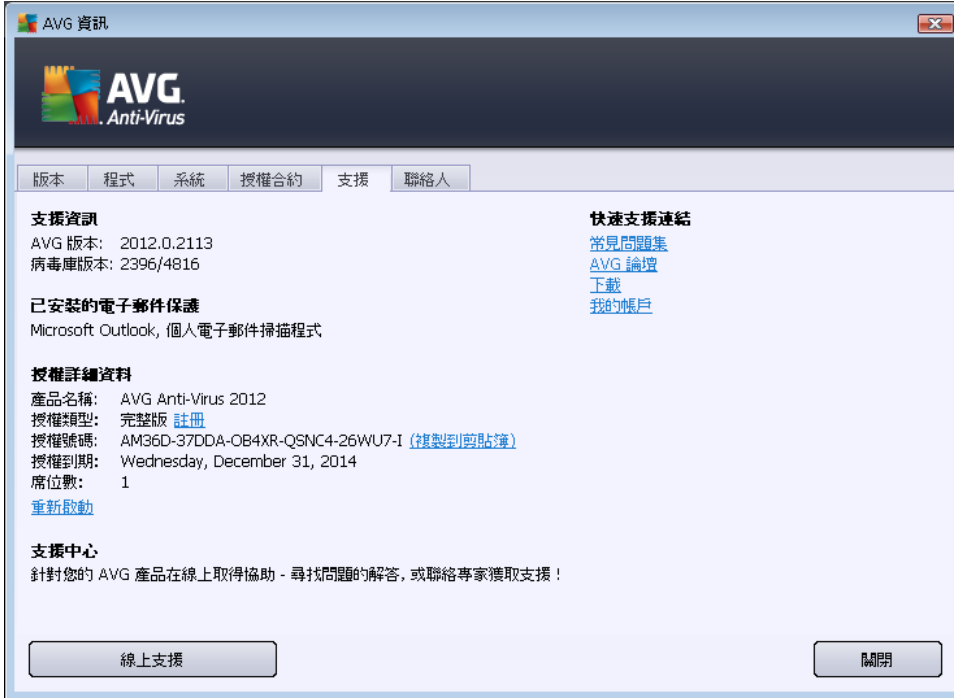 AVG 資訊
AVG.
Anti-Virus
版本 程式 系統 授權合約 支援 聯絡人
支援資訊
AVG 版本: 2012.0.2113
病毒庫版本: 2396/4816
已安裝的電子郵件保護
Microsoft Outlook, 個人電子郵件掃描程式
授權詳細資料
產品名稱: AVG Anti-Virus 2012
授權類型: 完整版 註冊
授權號碼: AM36D-37DDA-OB4XR-QSNC4-26WU7-I (複製到剪貼簿)
授權到期: Wednesday, December 31, 2014
席位數: 1
重新啟動
支援中心
針對您的 AVG 產品在線上取得協助 - 尋找問題的解答, 或聯絡專家獲取支援！
快速支援連結
常見問題集
AVG 論壇
下載
我的帳戶
線上支援
關閉